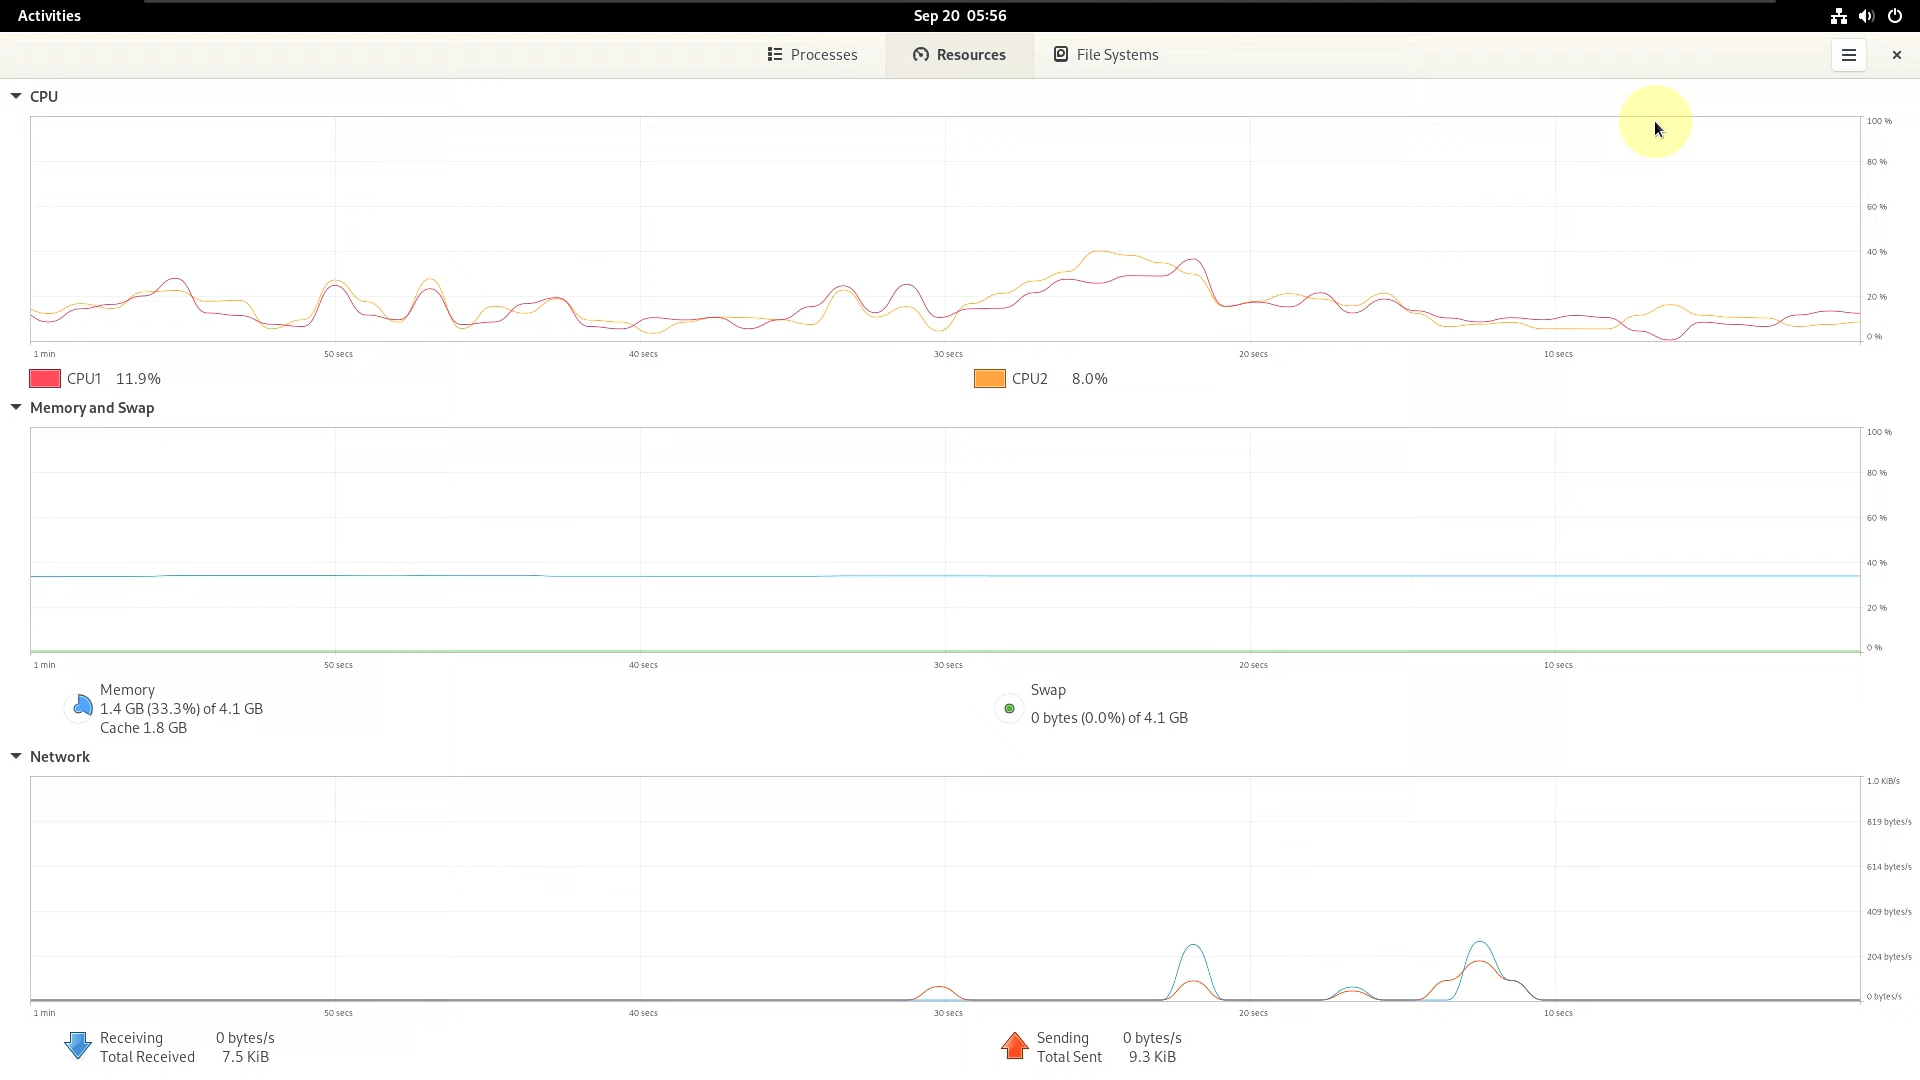 Activities
Sep 20 05:56
Processes
Resources
File Systems
CPU
100 %
80 %
60 %
40 %
20 %
0 %
1 min
50 secs
40 secs
30 secs
20 secs
10 secs
CPU1 11.9%
CPU2 8.0%
Memory and Swap
100 %
80 %
60 %
40 %
20 %
0 %
1 min
50 secs
40 secs
30 secs
20 secs
10 secs
Memory
1.4 GB (33.3%) of 4.1 GB
Cache 1.8 GB
Swap
0 bytes (0.0%) of 4.1 GB
Network
1.0 KiB/s
819 bytes/s
614 bytes/s
409 bytes/s
204 bytes/s
0 bytes/s
1 min
50 secs
40 secs
30 secs
20 secs
10 secs
Receiving 0 bytes/s
Total Received 7.5 KiB
Sending 0 bytes/s
Total Sent 9.3 KiB